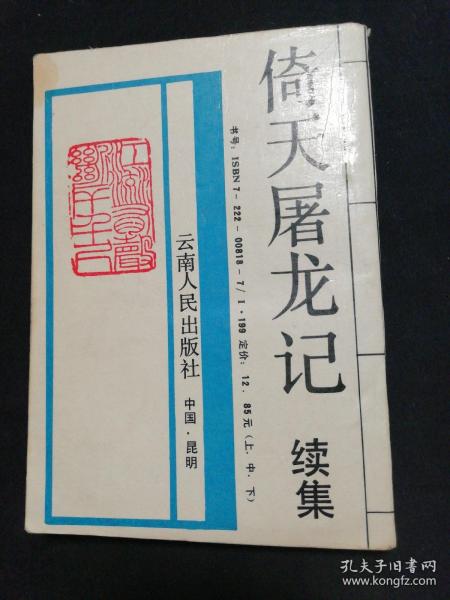 倚天屠龙记
续集
书号：ISBN 7-222-00818-7/I·199 定价：12.85元（上、中、下）
云南人民出版社
中国·昆明
孔夫子旧书网
www.kongfz.com